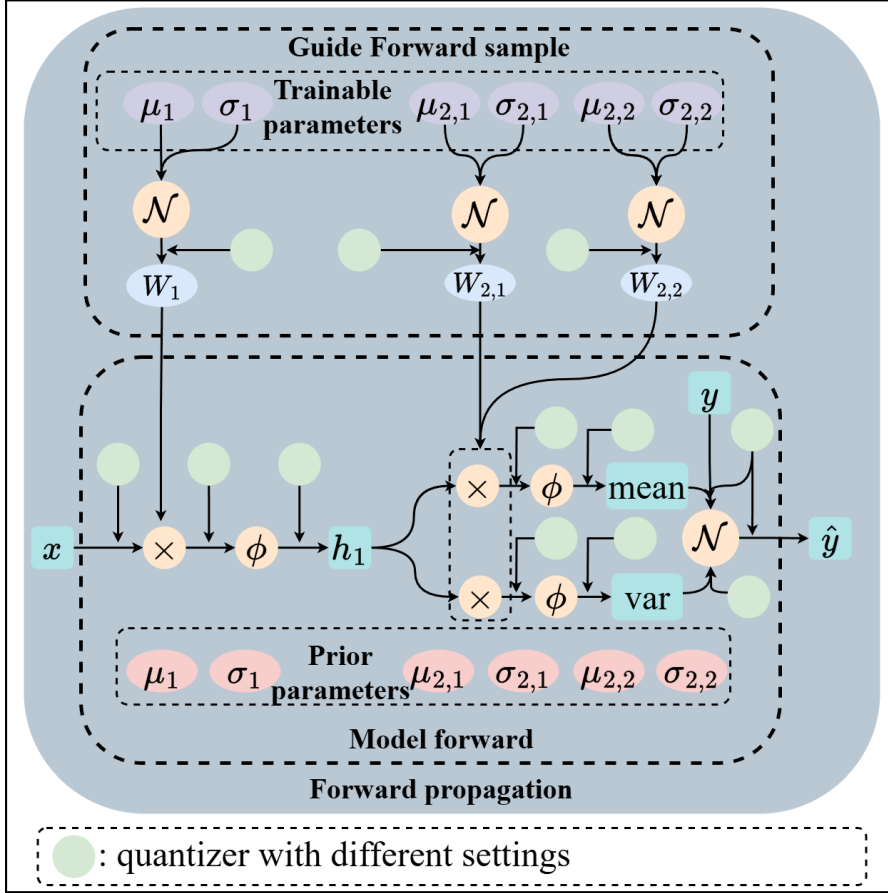 Guide Forward sample
μ₁ σ₁ Trainable parameters μ₂,₁ σ₂,₁ μ₂,₂ σ₂,₂
𝒩 𝒩 𝒩
W₁ W₂,₁ W₂,₂
y
× ϕ mean
x × ϕ h₁ 𝒩 ŷ
× ϕ var
μ₁ σ₁ Prior parameters μ₂,₁ σ₂,₁ μ₂,₂ σ₂,₂
Model forward
Forward propagation
: quantizer with different settings